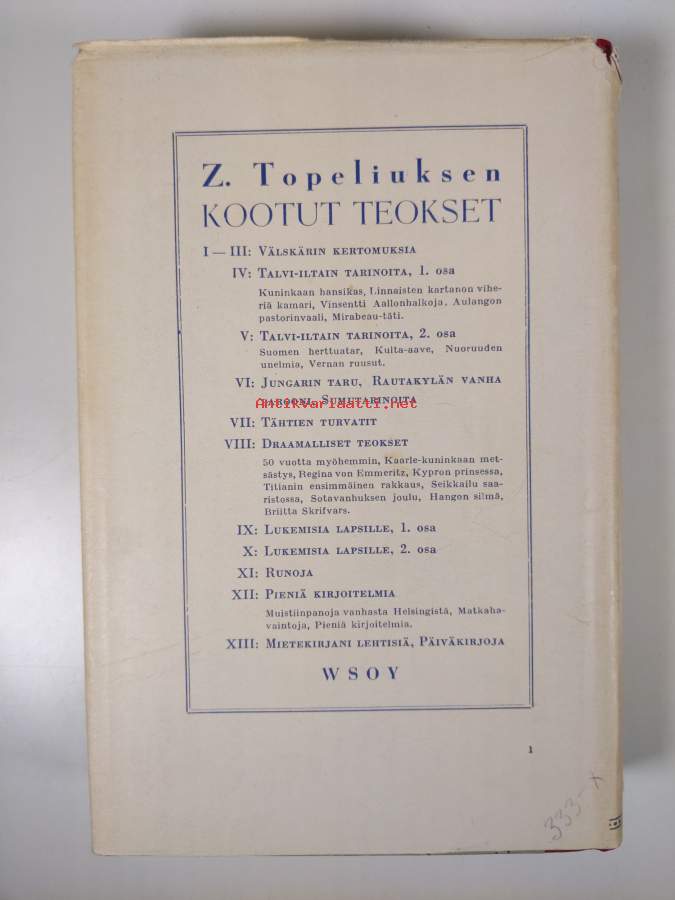 Z. Topeliuksen
KOOTUT TEOKSET
I—III: VÄLSKÄRIN KERTOMUKSIA
IV: TALVI-ILTAIN TARINOITA, 1. osa
Kuninkaan hansikas, Linnaisten kartanon vihe-
riä kamari, Vinsentti Aallonhalkoja, Aulangon
pastorinvaali, Mirabeau-täti.
V: TALVI-ILTAIN TARINOITA, 2. osa
Suomen herttuatar, Kulta-aave, Nuoruuden
unelmia, Vernan ruusut.
VI: JUNGARIN TARU, RAUTAKYLÄN VANHA
PAROONI, SUMUTARINOITA
Antikvariaatti.net
VII: TÄHTIEN TURVATIT
VIII: DRAAMALLISET TEOKSET
50 vuotta myöhemmin, Kaarle-kuninkaan met-
sästys, Regina von Emmeritz, Kypron prinsessa,
Titianin ensimmäinen rakkaus, Seikkailu saa-
ristossa, Sotavanhuksen joulu, Hangon silmä,
Briitta Skrifvars.
IX: LUKEMISIA LAPSILLE, 1. osa
X: LUKEMISIA LAPSILLE, 2. osa
XI: RUNOJA
XII: PIENIÄ KIRJOITELMIA
Muistiinpanoja vanhasta Helsingistä, Matkaha-
vaintoja, Pieniä kirjoitelmia.
XIII: MIETEKIRJANI LEHTISIÄ, PÄIVÄKIRJOJA
WSOY
1
333-x